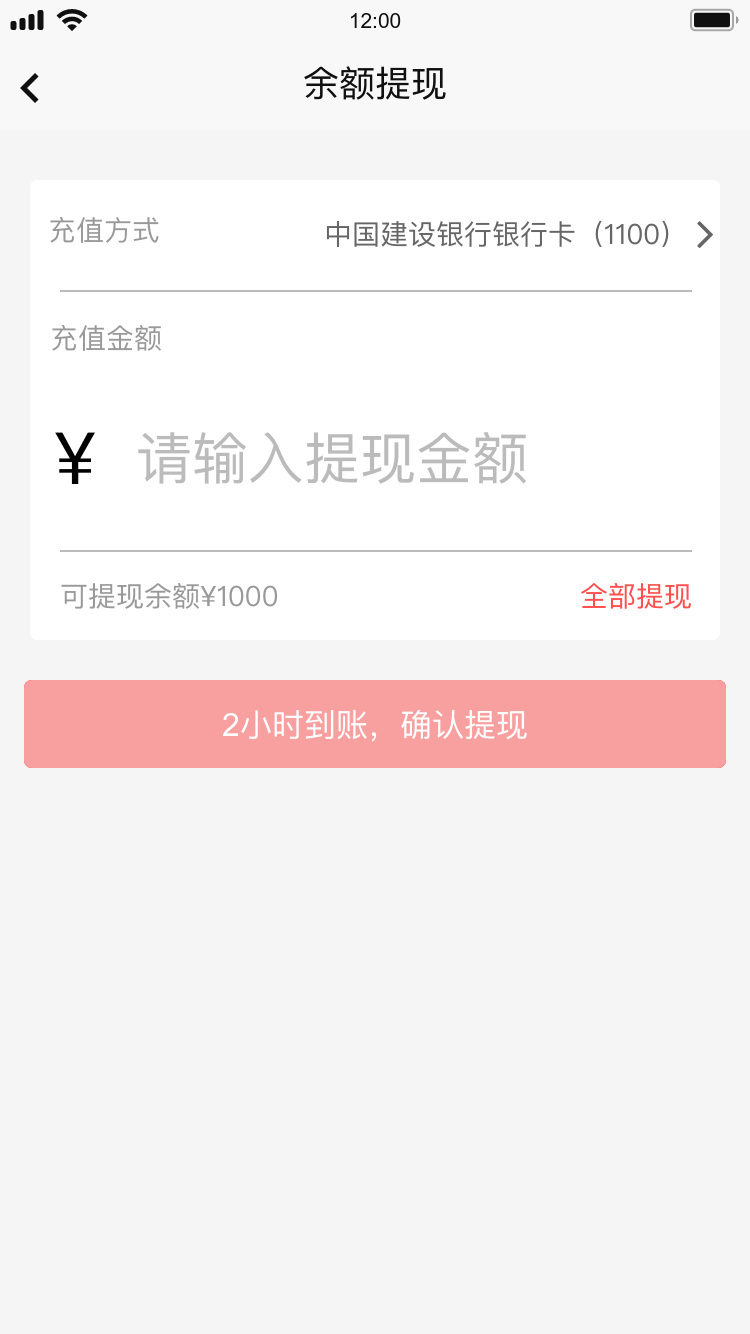 12:00
余额提现
充值方式
中国建设银行银行卡（1100）
充值金额
¥ 请输入提现金额
可提现余额¥1000
全部提现
2小时到账，确认提现